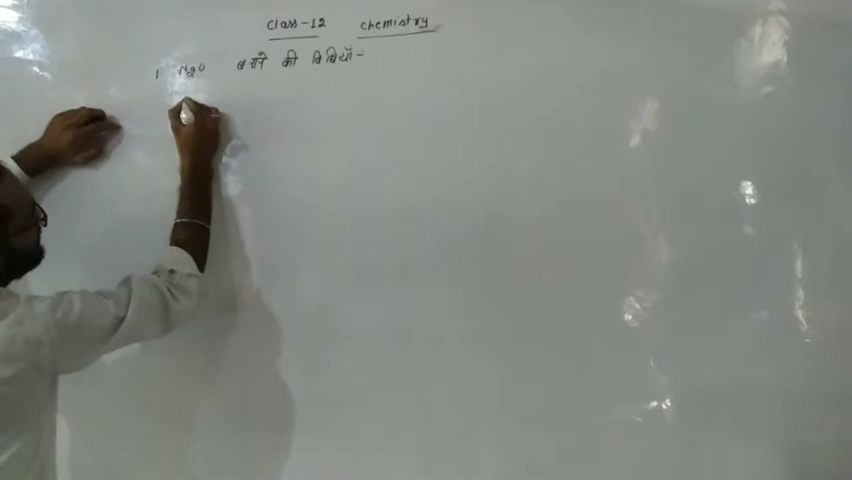 Class-12 chemistry
1 N2O बनाने की विधियाँ :-